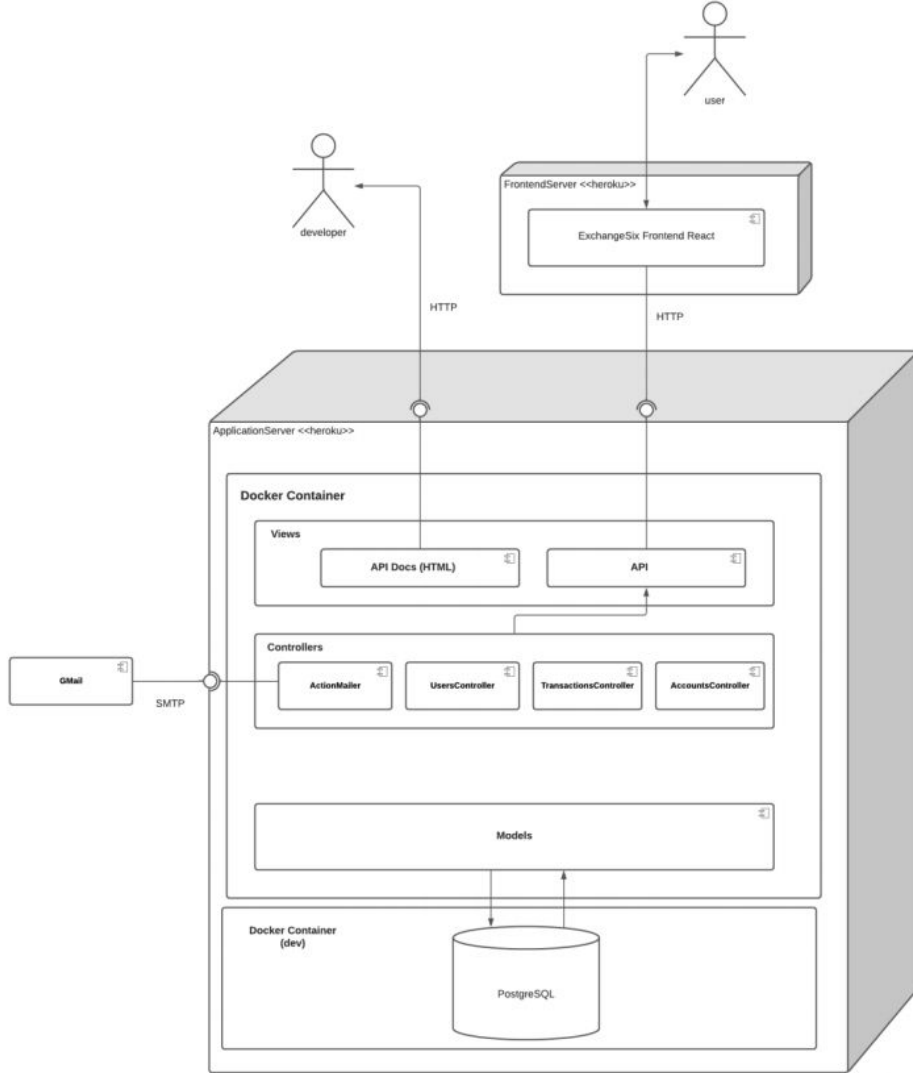 user
developer
FrontendServer <<heroku>>
ExchangeSix Frontend React
HTTP
HTTP
ApplicationServer <<heroku>>
Docker Container
Views
API Docs (HTML)
API
Controllers
GMail
SMTP
ActionMailer
UsersController
TransactionsController
AccountsController
Models
Docker Container
(dev)
PostgreSQL